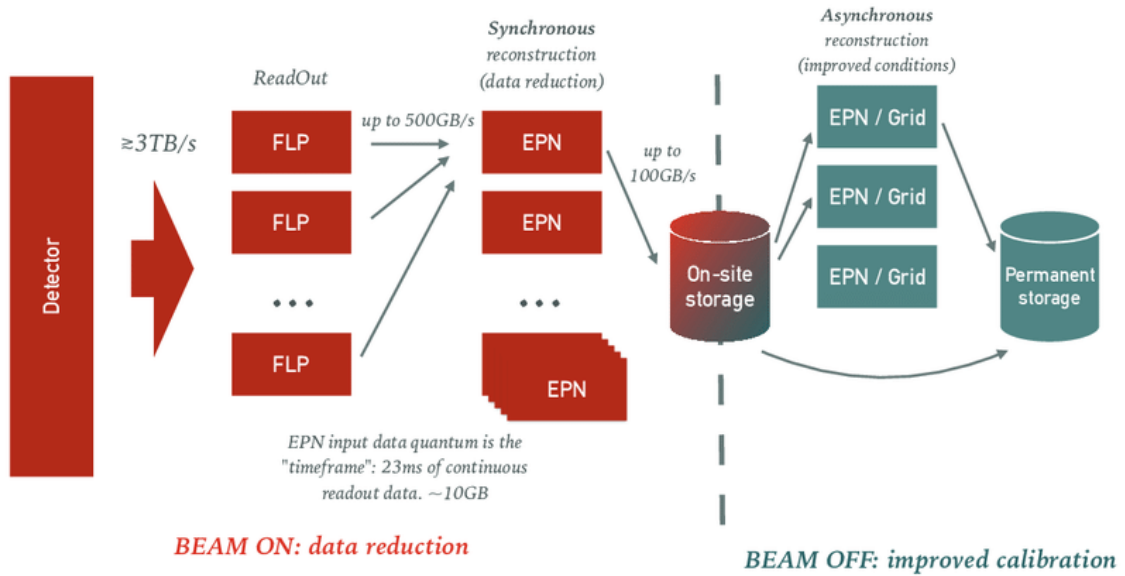 Detector
≳3TB/s
ReadOut
FLP
FLP
• • •
FLP
up to 500GB/s
Synchronous
reconstruction
(data reduction)
EPN
EPN
• • •
EPN
EPN input data quantum is the
"timeframe": 23ms of continuous
readout data. ~10GB
up to
100GB/s
On-site
storage
Asynchronous
reconstruction
(improved conditions)
EPN / Grid
EPN / Grid
EPN / Grid
Permanent
storage
BEAM ON: data reduction
BEAM OFF: improved calibration